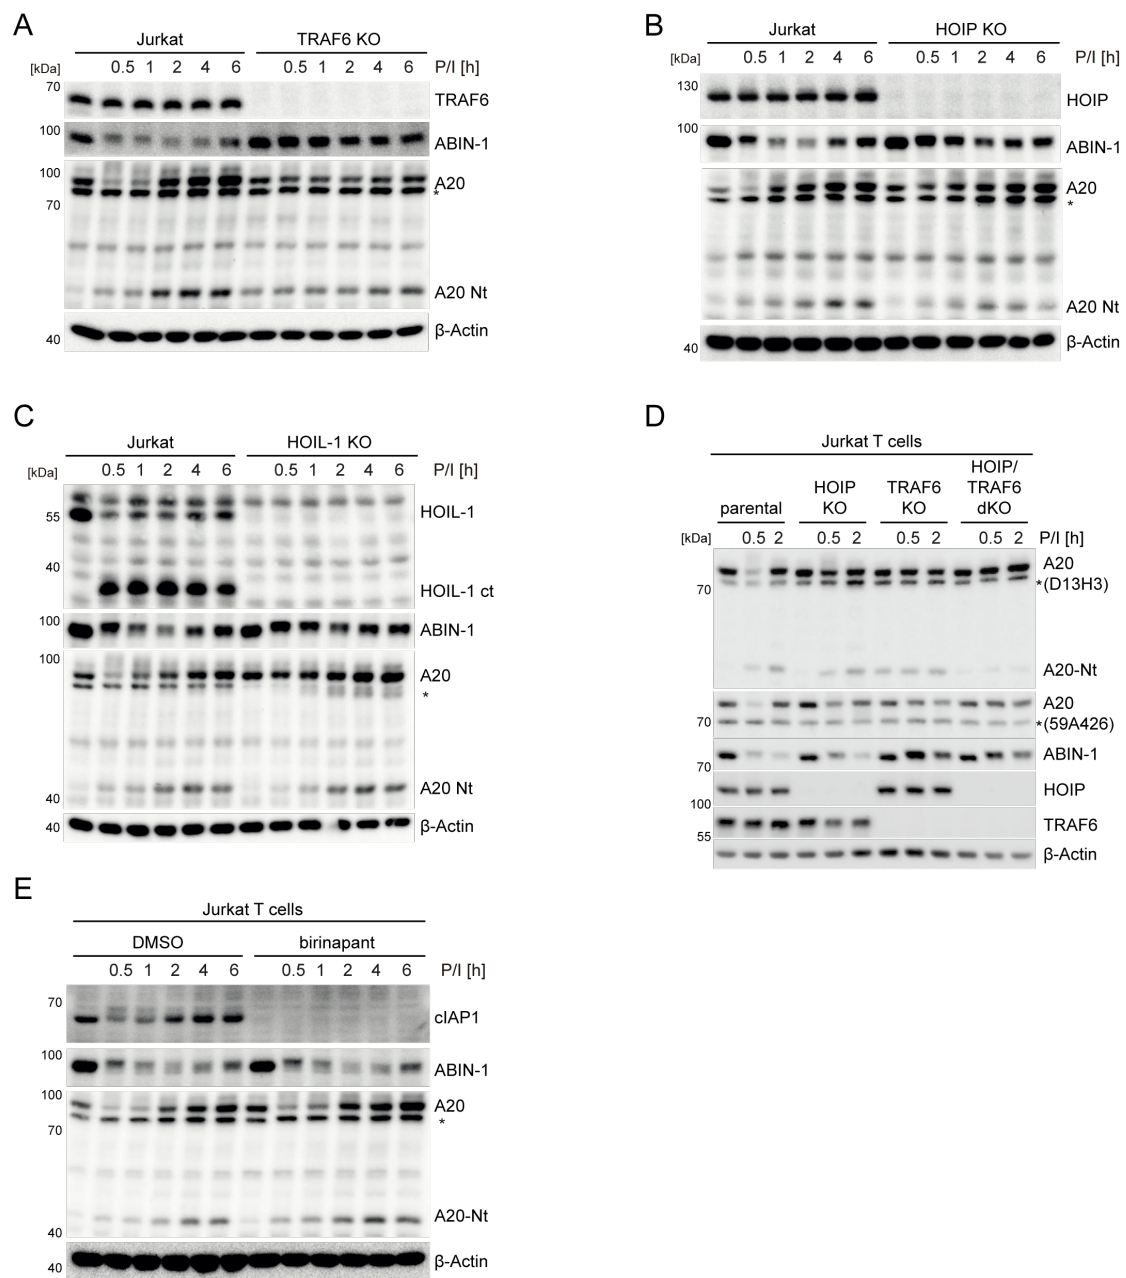 A
Jurkat TRAF6 KO
[kDa] 0.5 1 2 4 6 0.5 1 2 4 6 P/I [h]
70
TRAF6
100
ABIN-1
100
A20
*
70
A20 Nt
β-Actin
40
B
Jurkat HOIP KO
[kDa] 0.5 1 2 4 6 0.5 1 2 4 6 P/I [h]
130
HOIP
100
ABIN-1
100
A20
*
70
A20 Nt
β-Actin
40
C
Jurkat HOIL-1 KO
[kDa] 0.5 1 2 4 6 0.5 1 2 4 6 P/I [h]
55 HOIL-1
40
HOIL-1 ct
100
ABIN-1
100
A20
*
A20 Nt
40
40 β-Actin
D
Jurkat T cells
parental HOIP KO TRAF6 KO HOIP/ TRAF6 dKO
[kDa] 0.5 2 0.5 2 0.5 2 0.5 2 P/I [h]
A20
70 *(D13H3)
A20-Nt
A20
70 *(59A426)
ABIN-1
70
HOIP
100
TRAF6
55
β-Actin
E
Jurkat T cells
DMSO birinapant
0.5 1 2 4 6 0.5 1 2 4 6 P/I [h]
70
cIAP1
100
ABIN-1
100
A20
*
70
A20-Nt
40
β-Actin
40